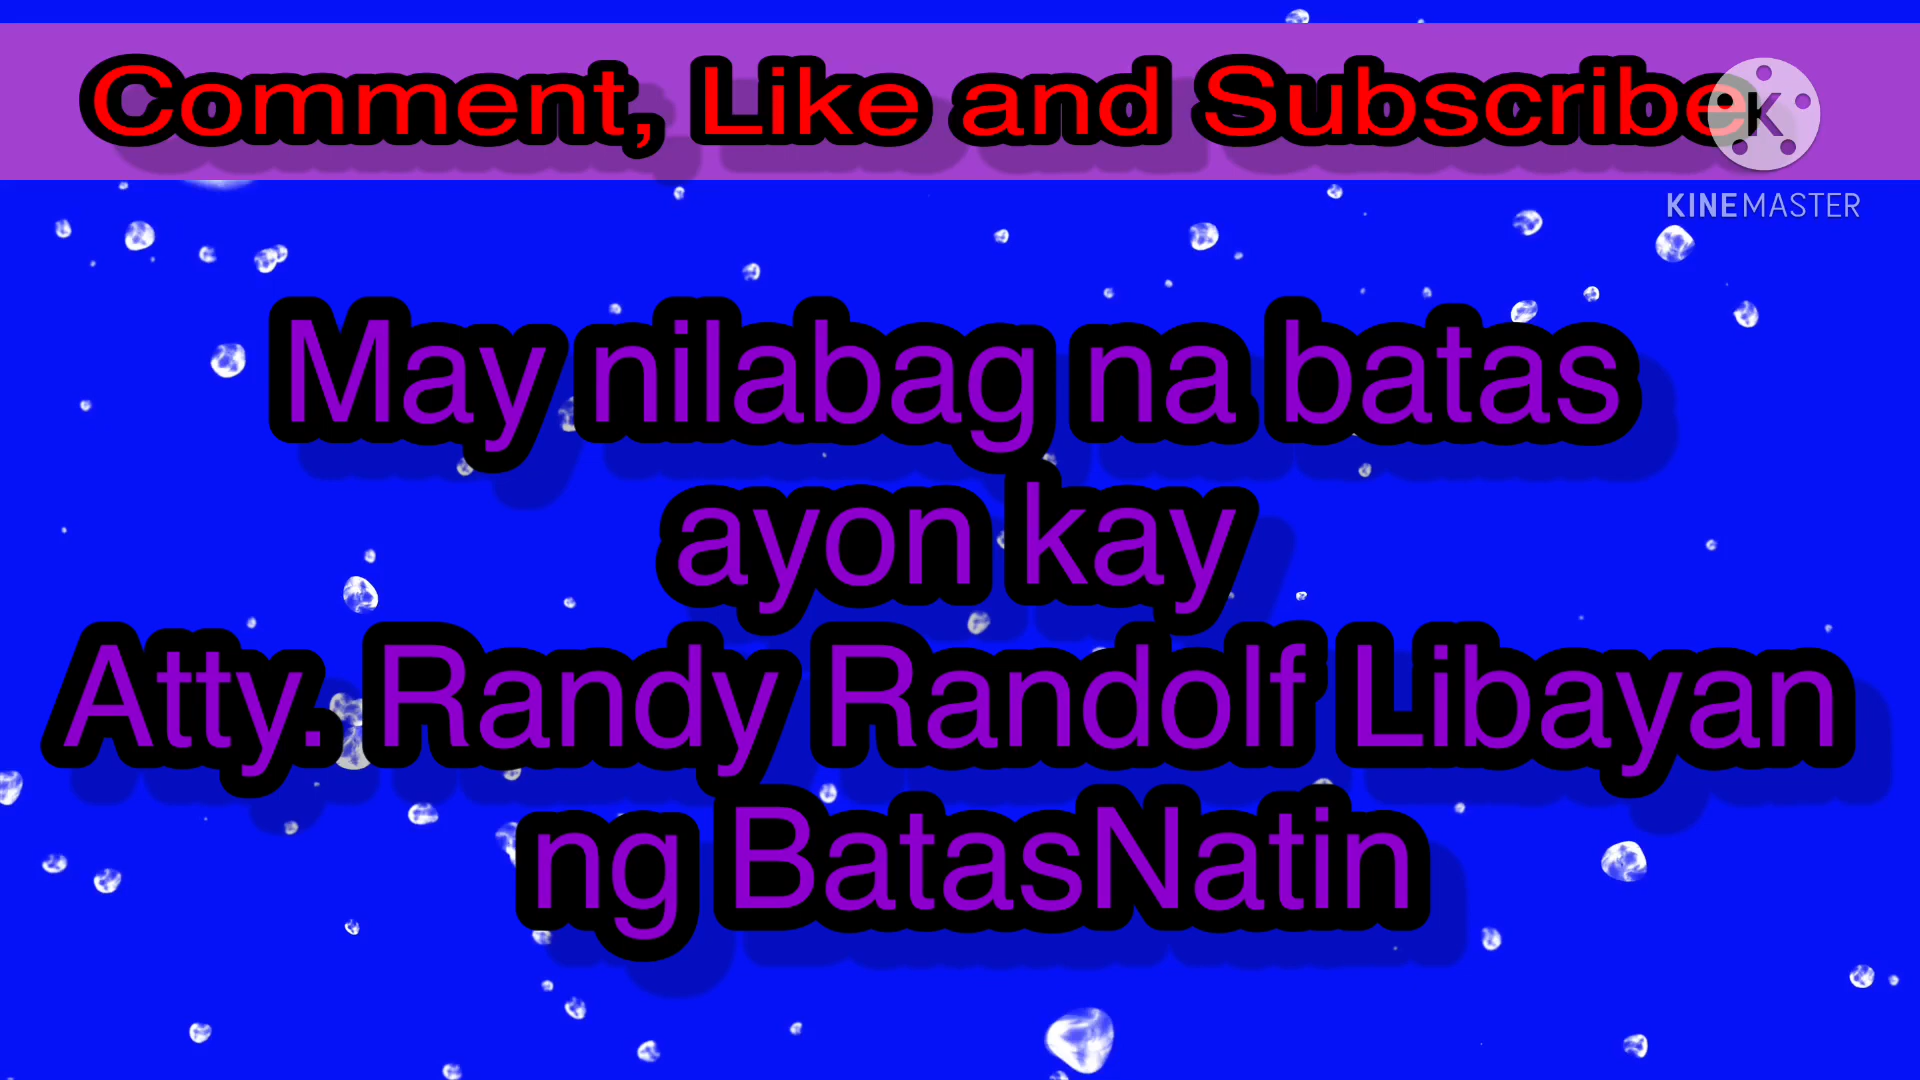 Comment, Like and Subscribe
K
KINEMASTER
May nilabag na batas
ayon kay
Atty. Randy Randolf Libayan
ng BatasNatin